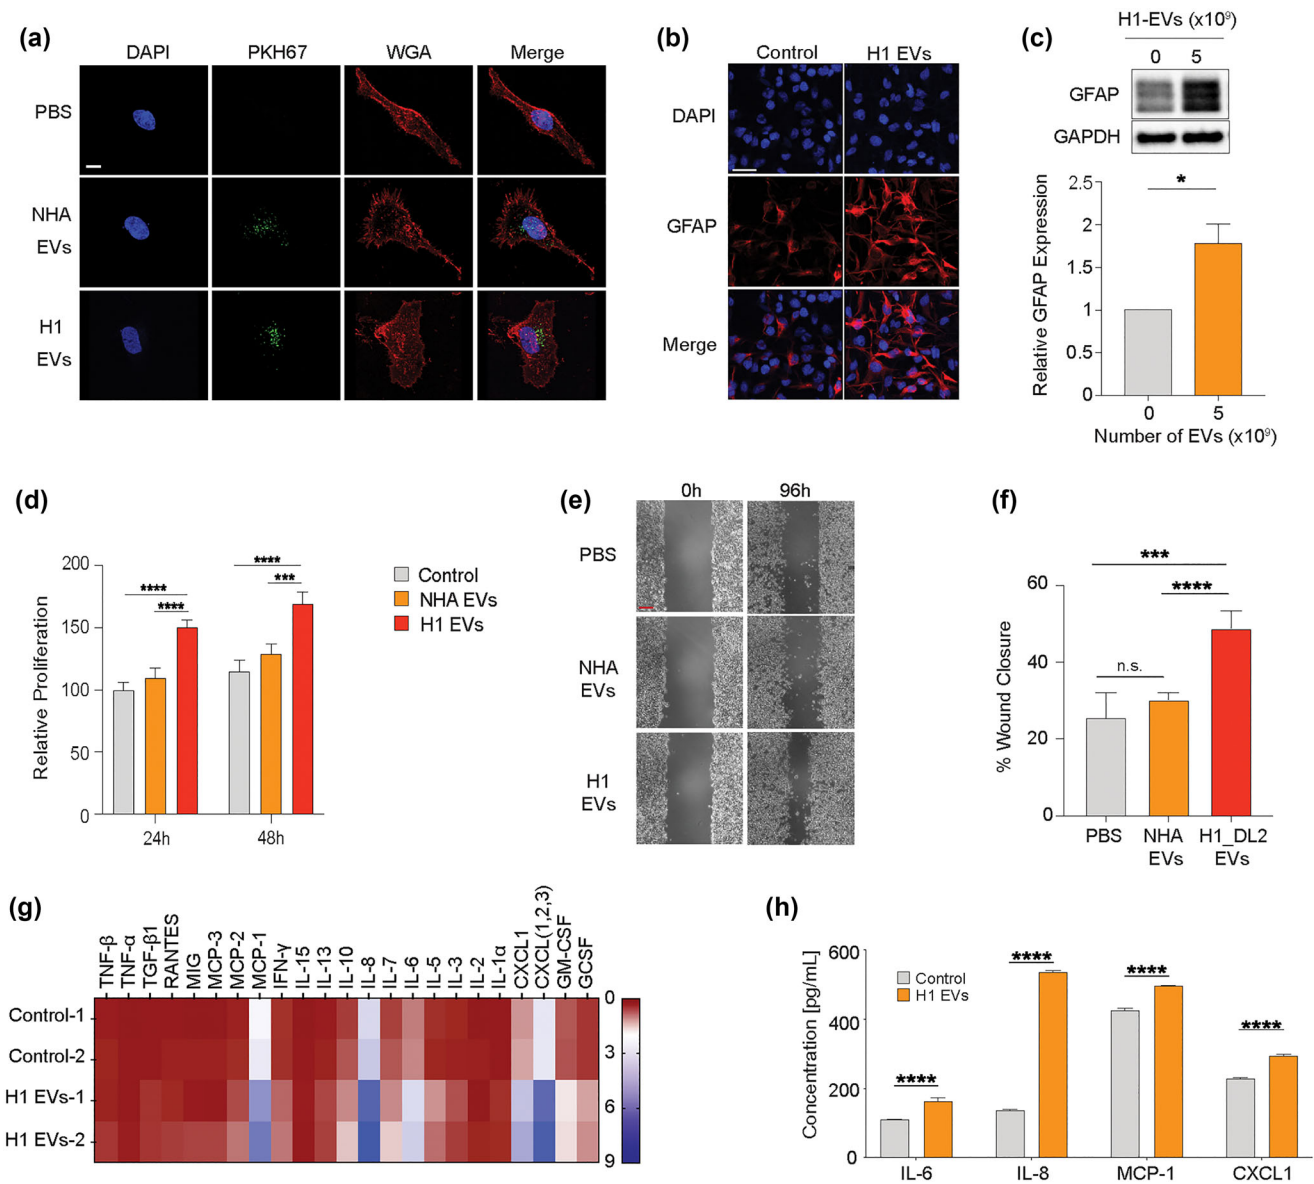 (a)
DAPI PKH67 WGA Merge
PBS
NHA
EVs
H1
EVs
(b)
Control H1 EVs
DAPI
GFAP
Merge
(c)
H1-EVs (x10⁹)
0 5
GFAP
GAPDH
Relative GFAP Expression
2.5
2
1.5
1
0.5
0
*
0 5
Number of EVs (x10⁹)
(d)
Relative Proliferation
200
150
100
50
0
**** ****
**** ***
24h 48h
Control
NHA EVs
H1 EVs
(e)
0h 96h
PBS
NHA
EVs
H1
EVs
(f)
% Wound Closure
60
40
20
0
***
****
n.s.
PBS NHA H1_DL2
EVs EVs
(g)
TNF-β TNF-α TGF-β1 RANTES MIG MCP-3 MCP-2 MCP-1 IFN-γ IL-15 IL-13 IL-10 IL-8 IL-7 IL-6 IL-5 IL-3 IL-2 IL-1α CXCL1 CXCL(1,2,3) GM-CSF GCSF
Control-1
Control-2
H1 EVs-1
H1 EVs-2
0
3
6
9
(h)
Concentration [pg/mL]
600
400
200
0
Control
H1 EVs
**** **** **** ****
IL-6 IL-8 MCP-1 CXCL1